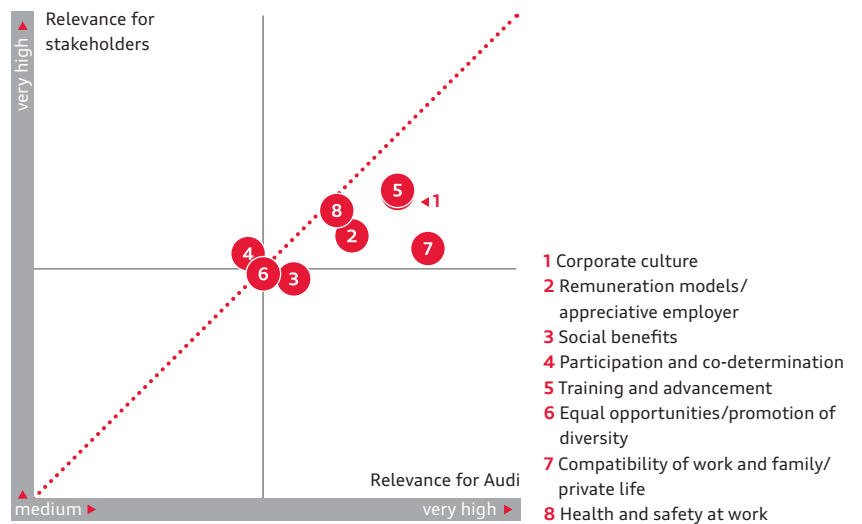 Relevance for
stakeholders
very high
5
1
8
2
7
4
6
3
1 Corporate culture
2 Remuneration models/
appreciative employer
3 Social benefits
4 Participation and co-determination
5 Training and advancement
6 Equal opportunities/promotion of
diversity
7 Compatibility of work and family/
private life
8 Health and safety at work
Relevance for Audi
medium
very high